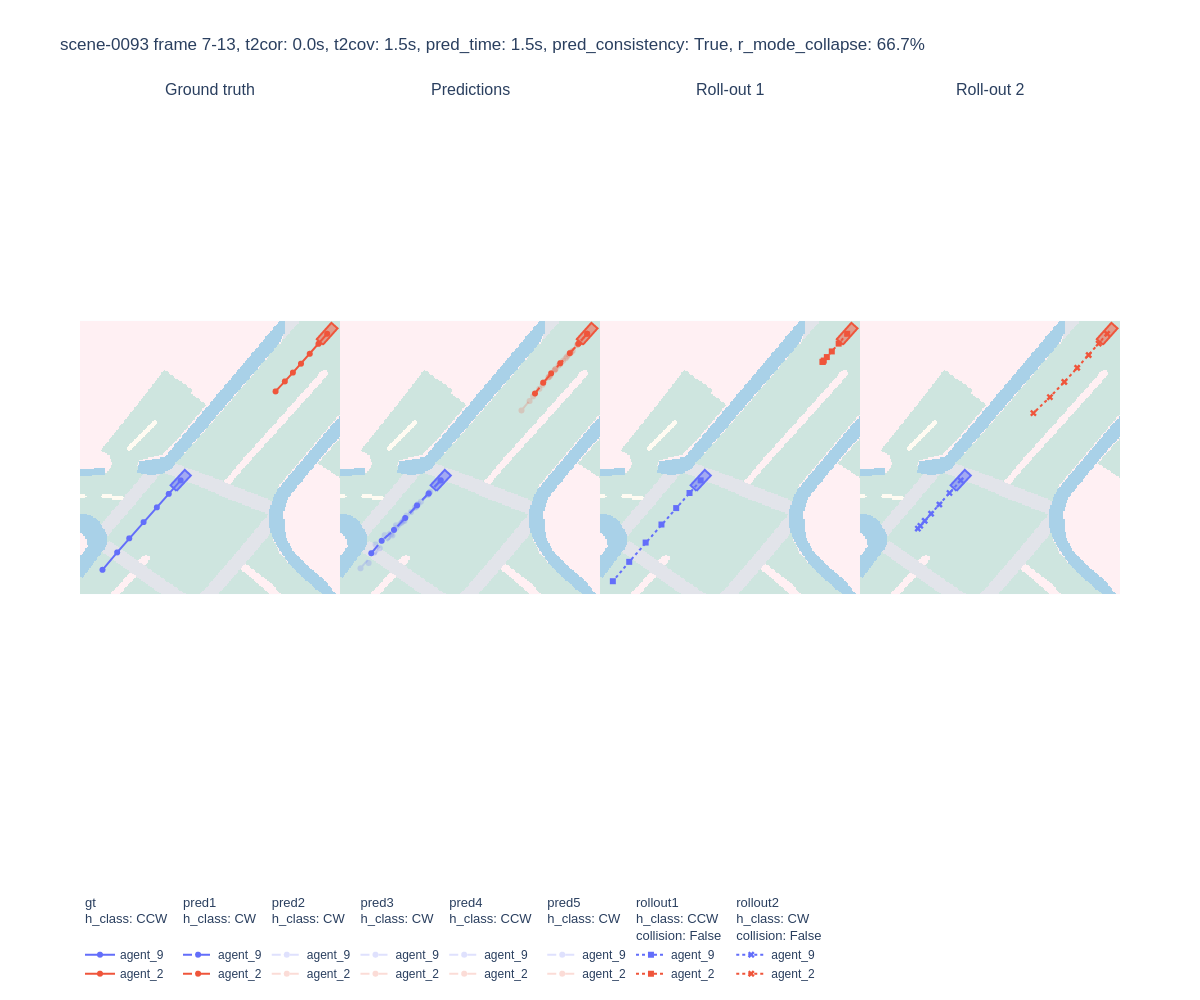 scene-0093 frame 7-13, t2cor: 0.0s, t2cov: 1.5s, pred_time: 1.5s, pred_consistency: True, r_mode_collapse: 66.7%
Ground truth Predictions Roll-out 1 Roll-out 2
gt pred1 pred2 pred3 pred4 pred5 rollout1 rollout2
h_class: CCW h_class: CW h_class: CW h_class: CW h_class: CCW h_class: CW h_class: CCW h_class: CW
collision: False collision: False
agent_9 agent_9 agent_9 agent_9 agent_9 agent_9 agent_9 agent_9
agent_2 agent_2 agent_2 agent_2 agent_2 agent_2 agent_2 agent_2